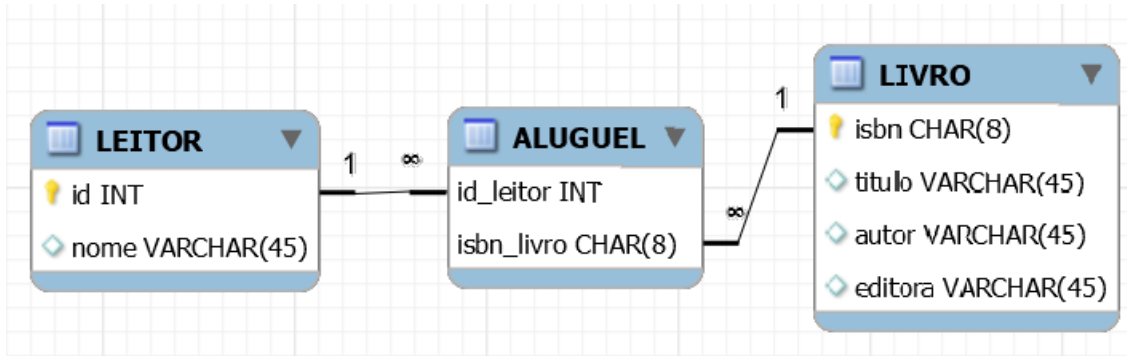 LEITOR
id INT
nome VARCHAR(45)
1
∞
ALUGUEL
id_leitor INT
isbn_livro CHAR(8)
∞
1
LIVRO
isbn CHAR(8)
titulo VARCHAR(45)
autor VARCHAR(45)
editora VARCHAR(45)